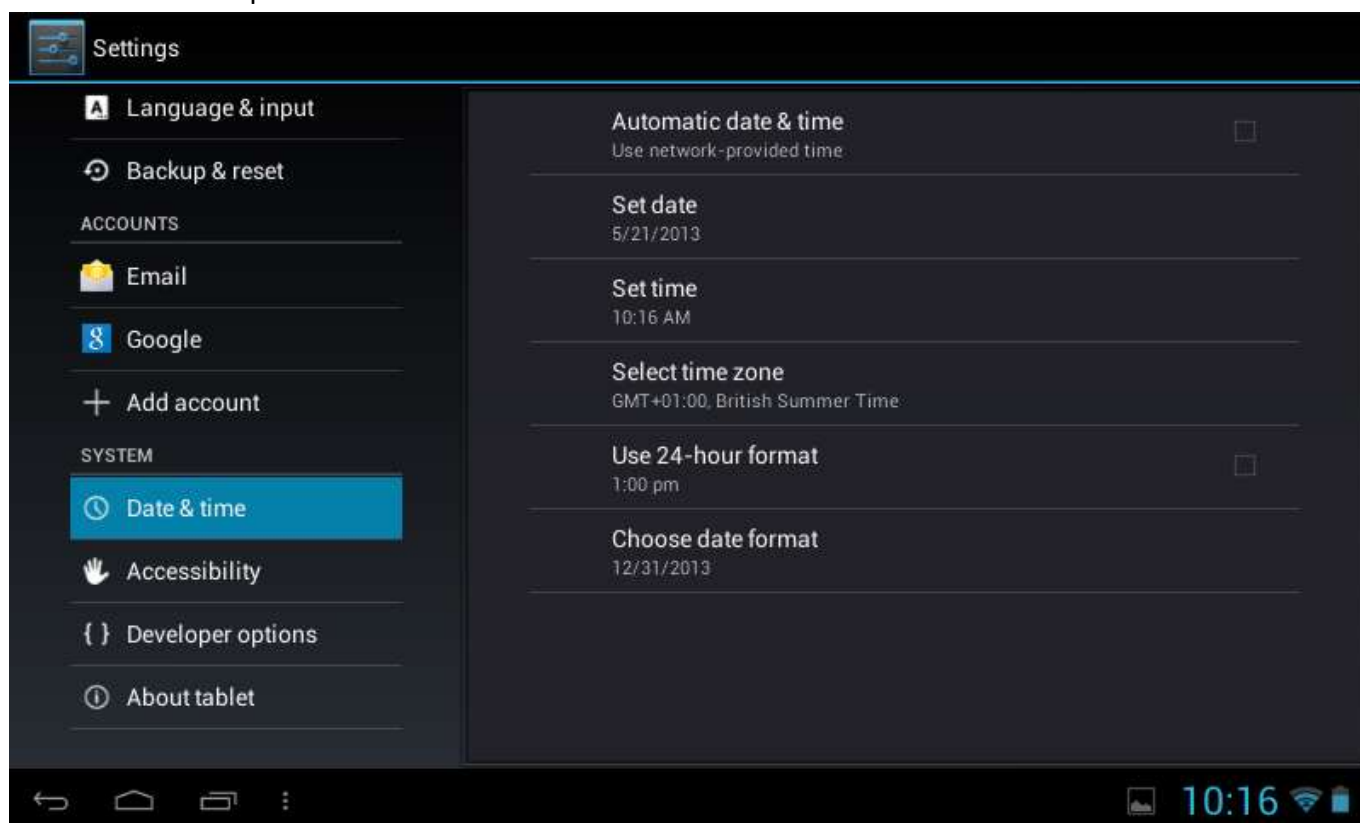 Settings
Language & input
Backup & reset
ACCOUNTS
Email
Google
Add account
SYSTEM
Date & time
Accessibility
{ } Developer options
About tablet
Automatic date & time
Use network-provided time
Set date
5/21/2013
Set time
10:16 AM
Select time zone
GMT+01:00, British Summer Time
Use 24-hour format
1:00 pm
Choose date format
12/31/2013
10:16